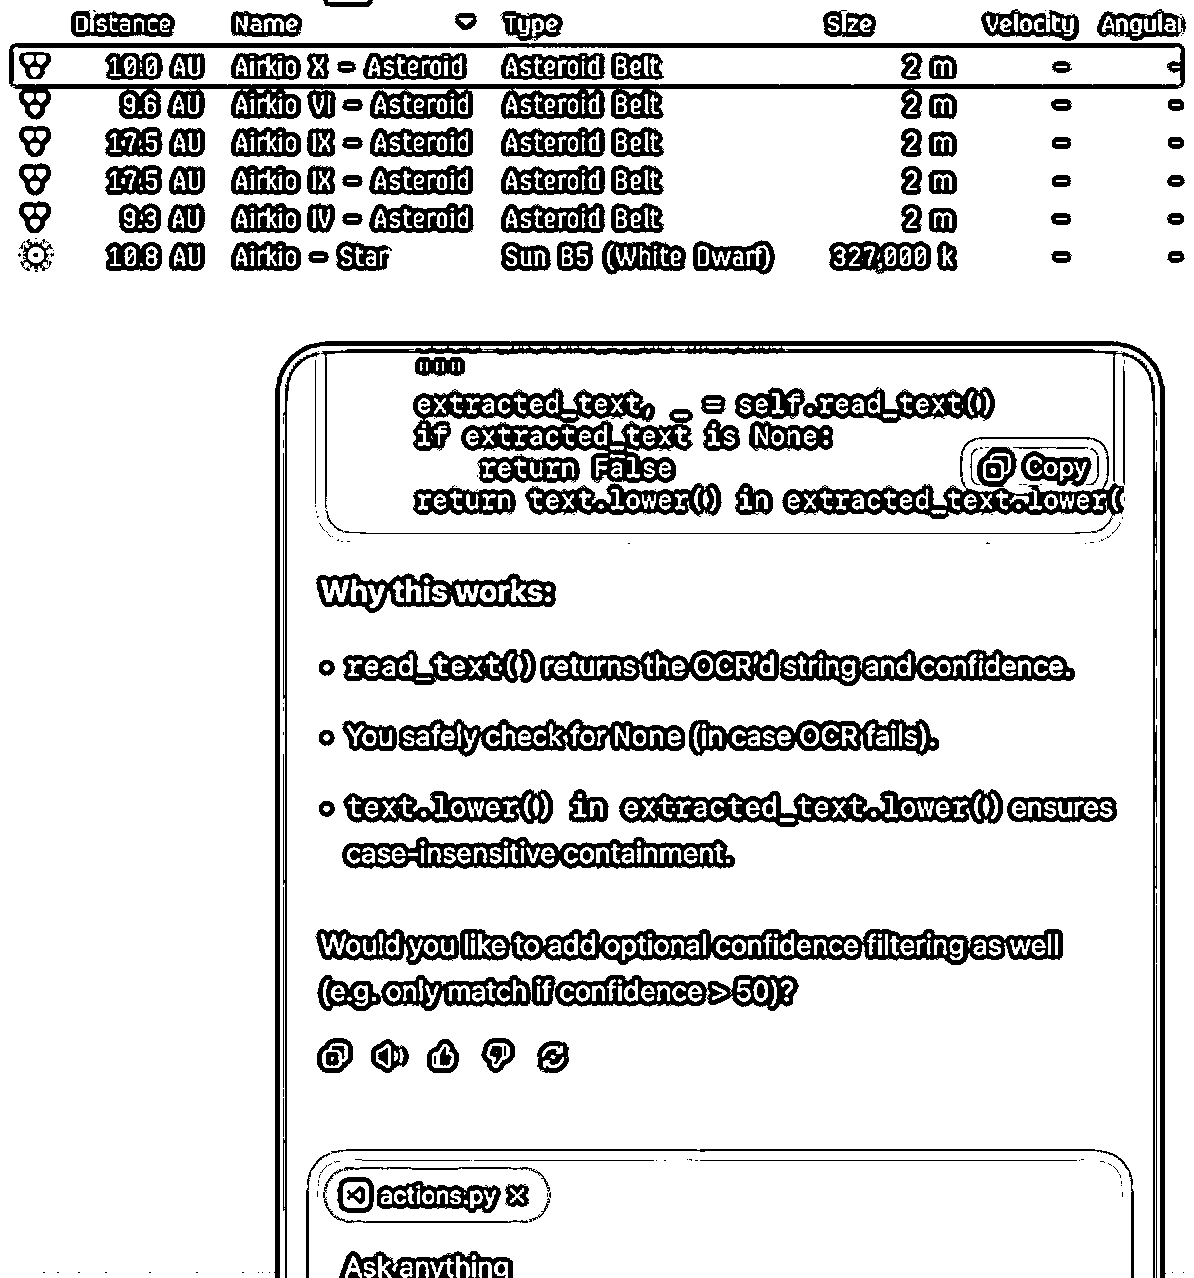 Distance Name Type Size Velocity Angular
10.0 AU Airkio X - Asteroid Asteroid Belt 2 m - -
9.6 AU Airkio VI - Asteroid Asteroid Belt 2 m - -
17.5 AU Airkio IX - Asteroid Asteroid Belt 2 m - -
17.5 AU Airkio IX - Asteroid Asteroid Belt 2 m - -
9.3 AU Airkio IV - Asteroid Asteroid Belt 2 m - -
10.8 AU Airkio - Star Sun B5 (White Dwarf) 327,000 k - -
"""
extracted_text, _ = self.read_text()
if extracted_text is None:
return False
Copy
return text.lower() in extracted_text.lower(
Why this works:
• read_text() returns the OCR'd string and confidence.
• You safely check for None (in case OCR fails).
• text.lower() in extracted_text.lower() ensures
case-insensitive containment.
Would you like to add optional confidence filtering as well
(e.g. only match if confidence > 50)?
actions.py ×
Ask anything